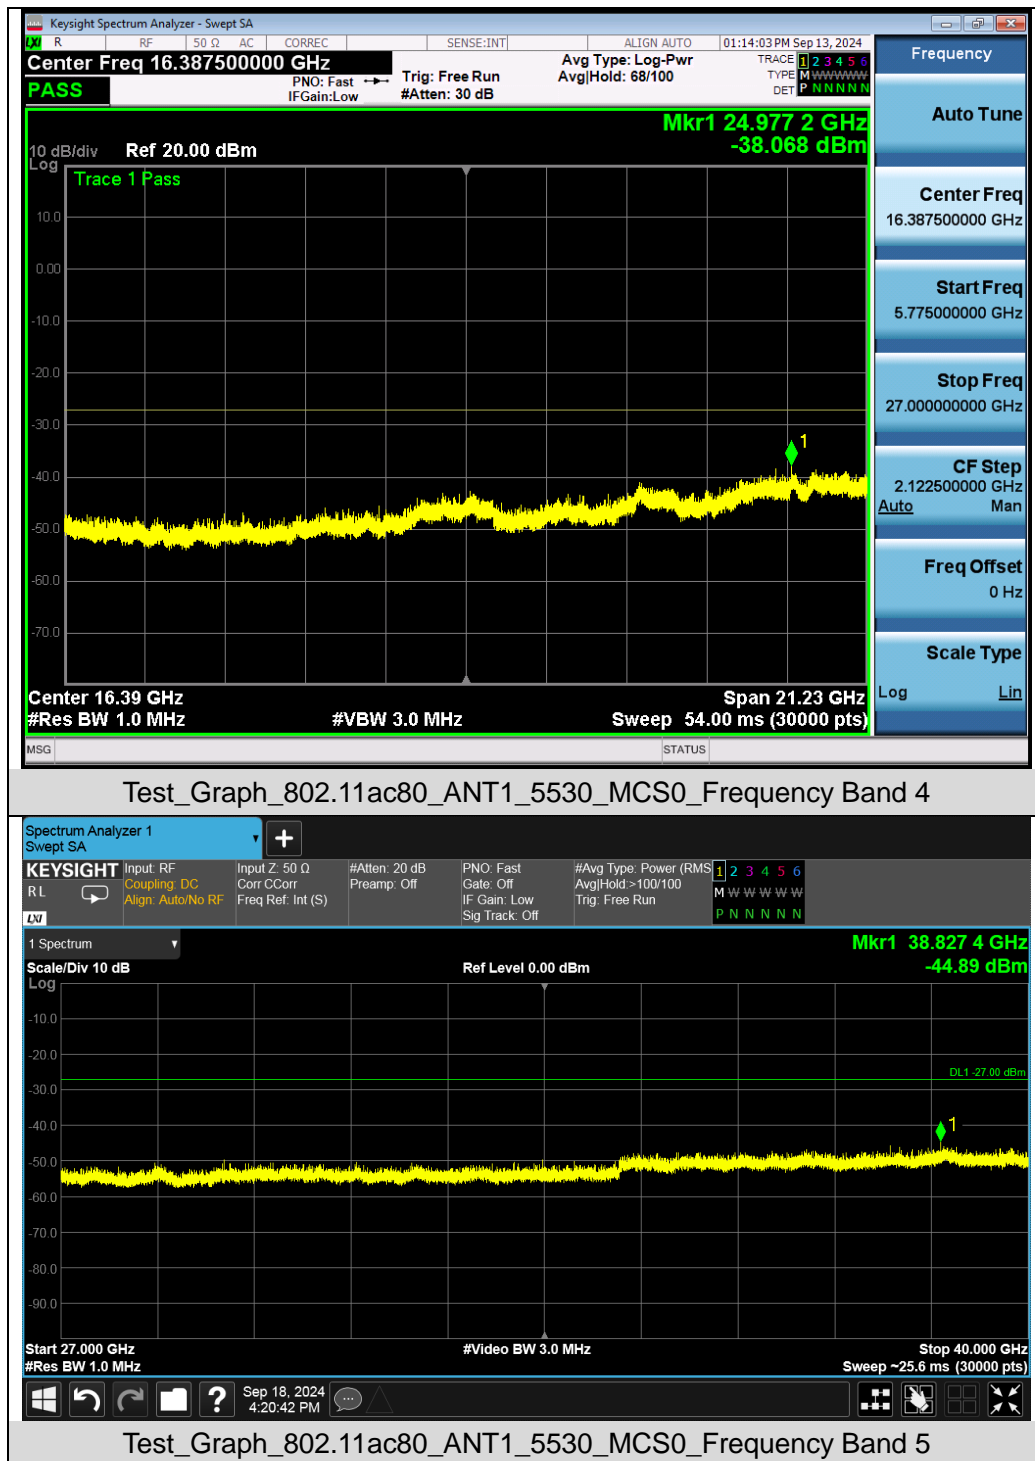 Keysight Spectrum Analyzer - Swept SA
LXI R RF 50 Ω AC CORREC SENSE:INT ALIGN AUTO 01:14:03 PM Sep 13, 2024
Center Freq 16.387500000 GHz
PASS
PNO: Fast
IFGain:Low
Trig: Free Run
#Atten: 30 dB
Avg Type: Log-Pwr
Avg|Hold: 68/100
TRACE 1 2 3 4 5 6
TYPE M WWWWW
DET P N N N N N
Frequency
Auto Tune
Center Freq
16.387500000 GHz
Start Freq
5.775000000 GHz
Stop Freq
27.000000000 GHz
CF Step
2.122500000 GHz
Auto Man
Freq Offset
0 Hz
Scale Type
Log Lin
Mkr1 24.977 2 GHz
-38.068 dBm
10 dB/div Ref 20.00 dBm
Log
Trace 1 Pass
10.0
0.00
-10.0
-20.0
-30.0
1
-40.0
-50.0
-60.0
-70.0
Center 16.39 GHz Span 21.23 GHz
#Res BW 1.0 MHz #VBW 3.0 MHz Sweep 54.00 ms (30000 pts)
MSG STATUS
Test_Graph_802.11ac80_ANT1_5530_MCS0_Frequency Band 4
Spectrum Analyzer 1
Swept SA
+
KEYSIGHT
RL
LXI
Input: RF
Coupling: DC
Align: Auto/No RF
Input Z: 50 Ω
Corr CCorr
Freq Ref: Int (S)
#Atten: 20 dB
Preamp: Off
PNO: Fast
Gate: Off
IF Gain: Low
Sig Track: Off
#Avg Type: Power (RMS
Avg|Hold:>100/100
Trig: Free Run
1 2 3 4 5 6
M W W W W W
P N N N N N
1 Spectrum
Mkr1 38.827 4 GHz
-44.89 dBm
Scale/Div 10 dB Ref Level 0.00 dBm
Log
-10.0
-20.0
DL1 -27.00 dBm
-30.0
-40.0
1
-50.0
-60.0
-70.0
-80.0
-90.0
Start 27.000 GHz #Video BW 3.0 MHz Stop 40.000 GHz
#Res BW 1.0 MHz Sweep ~25.6 ms (30000 pts)
?
Sep 18, 2024
4:20:42 PM
Test_Graph_802.11ac80_ANT1_5530_MCS0_Frequency Band 5